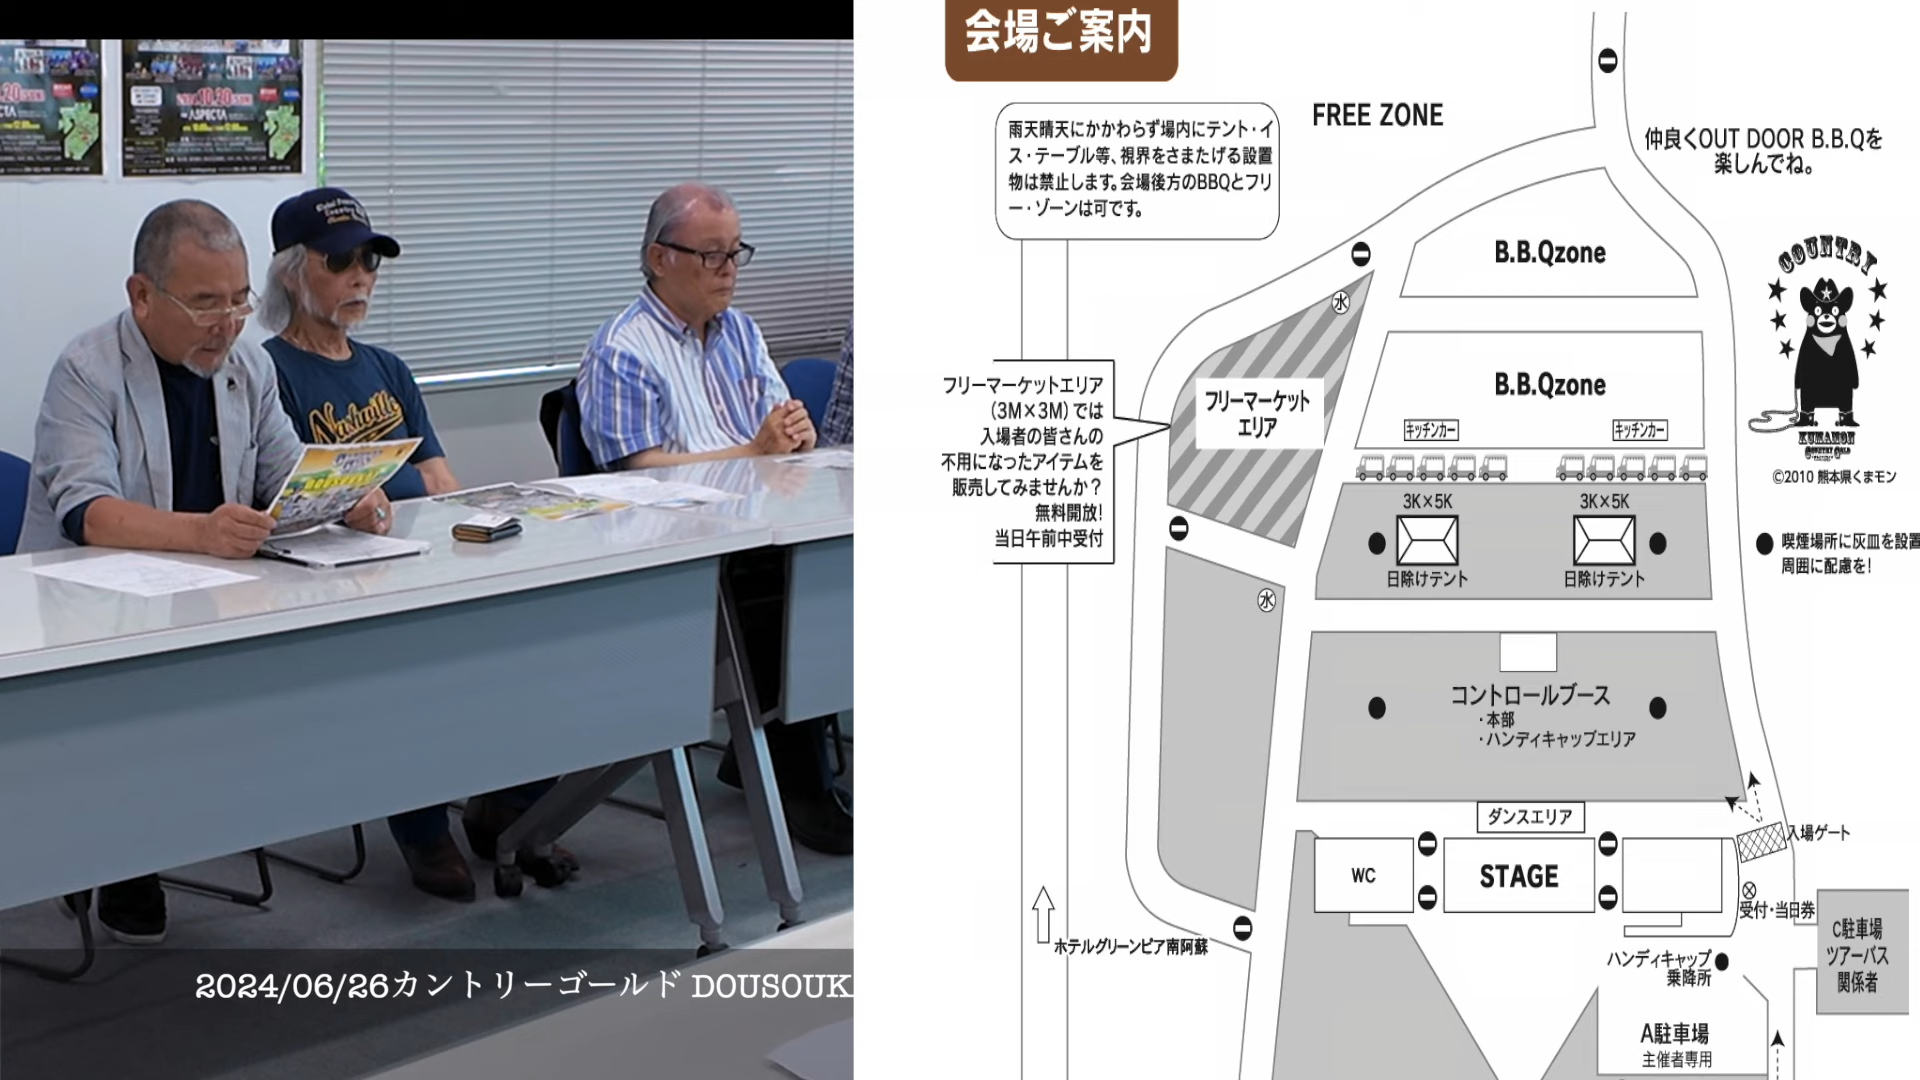 10.20(SUN)
ASPECTA
Nashville
2024/06/26カントリーゴールド DOUSOUK
会場ご案内
FREE ZONE
雨天晴天にかかわらず場内にテント・イ
ス・テーブル等、視界をさまたげる設置
物は禁止します。会場後方のBBQとフリ
ー・ゾーンは可です。
仲良くOUT DOOR B.B.Qを
楽しんでね。
B.B.Qzone
水
COUNTRY
フリーマーケットエリア
(3M×3M)では
入場者の皆さんの
不用になったアイテムを
販売してみませんか?
無料開放!
当日午前中受付
フリーマーケット
エリア
B.B.Qzone
キッチンカー
キッチンカー
KUMAMON
COUNTRY GOLD
©2010 熊本県くまモン
3K×5K
3K×5K
日除けテント
日除けテント
喫煙場所に灰皿を設置
周囲に配慮を!
水
コントロールブース
・本部
・ハンディキャップエリア
ダンスエリア
入場ゲート
WC
STAGE
受付・当日券
ホテルグリーンピア南阿蘇
ハンディキャップ
乗降所
C駐車場
ツアーバス
関係者
A駐車場
主催者専用